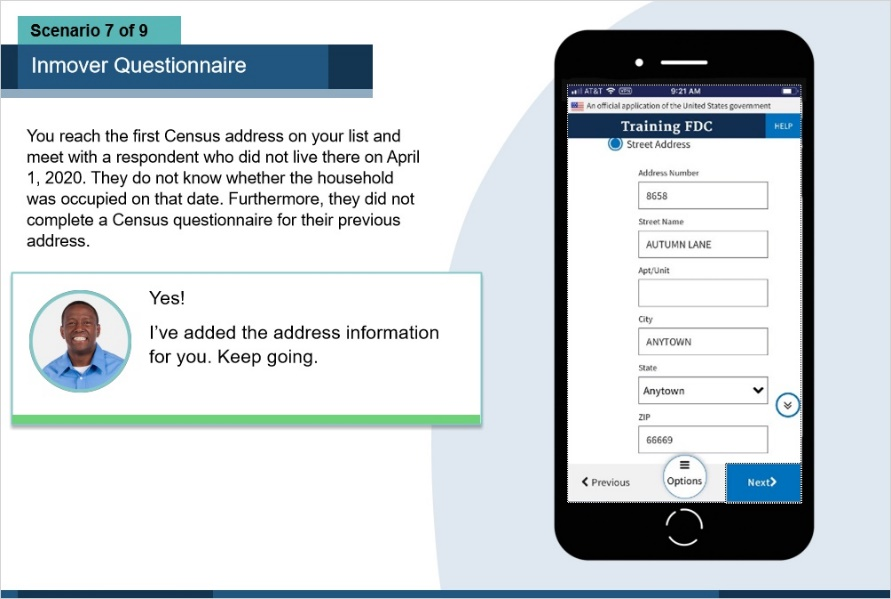 Scenario 7 of 9
Inmover Questionnaire
You reach the first Census address on your list and
meet with a respondent who did not live there on April
1, 2020. They do not know whether the household
was occupied on that date. Furthermore, they did not
complete a Census questionnaire for their previous
address.
Yes!
I've added the address information
for you. Keep going.
AT&T VPN 9:21 AM
An official application of the United States government
Training FDC HELP
Street Address
Address Number
8658
Street Name
AUTUMN LANE
Apt/Unit
City
ANYTOWN
State
Anytown
ZIP
66669
Previous Options Next